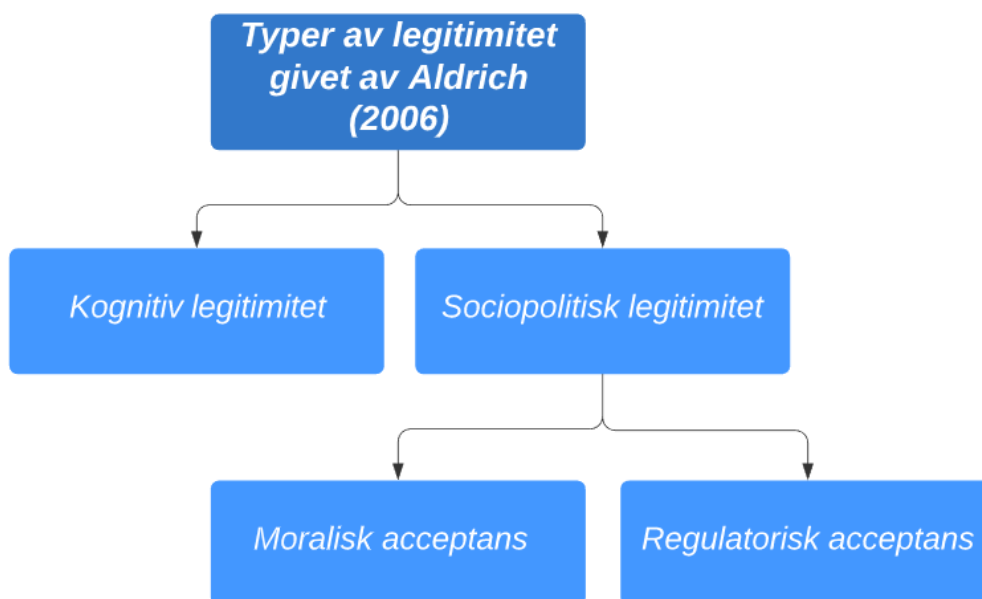 Typer av legitimitet
givet av Aldrich
(2006)
Kognitiv legitimitet
Sociopolitisk legitimitet
Moralisk acceptans
Regulatorisk acceptans